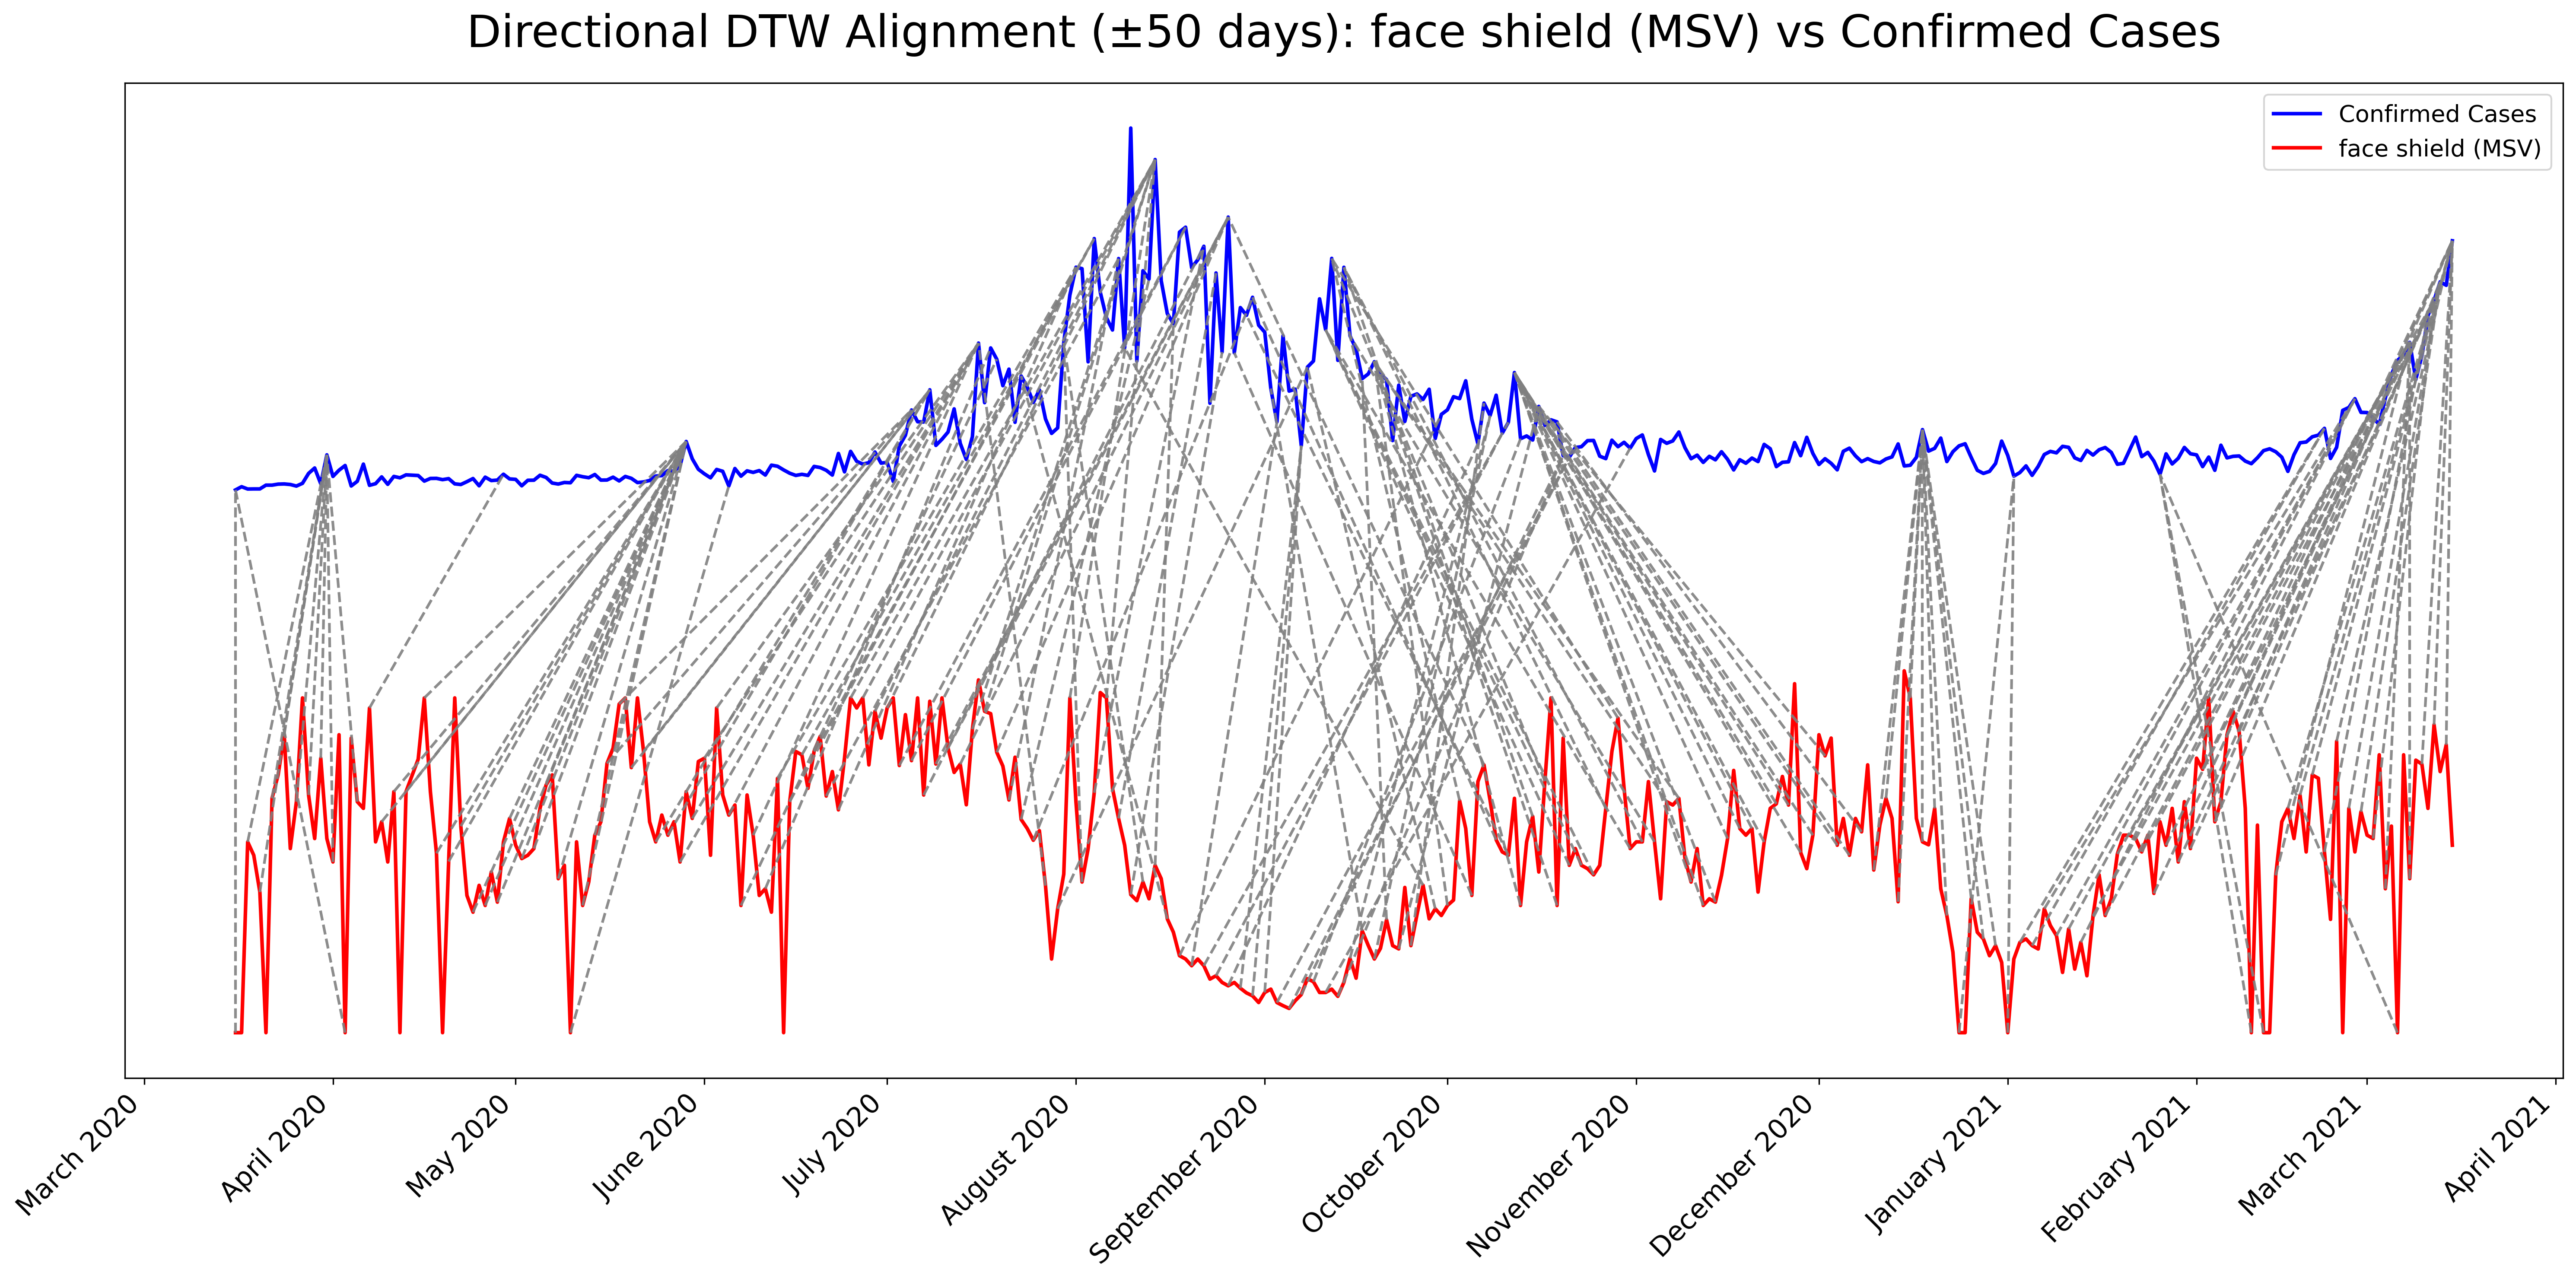 Directional DTW Alignment (±50 days): face shield (MSV) vs Confirmed Cases
Confirmed Cases
face shield (MSV)
March 2020
April 2020
May 2020
June 2020
July 2020
August 2020
September 2020
October 2020
November 2020
December 2020
January 2021
February 2021
March 2021
April 2021